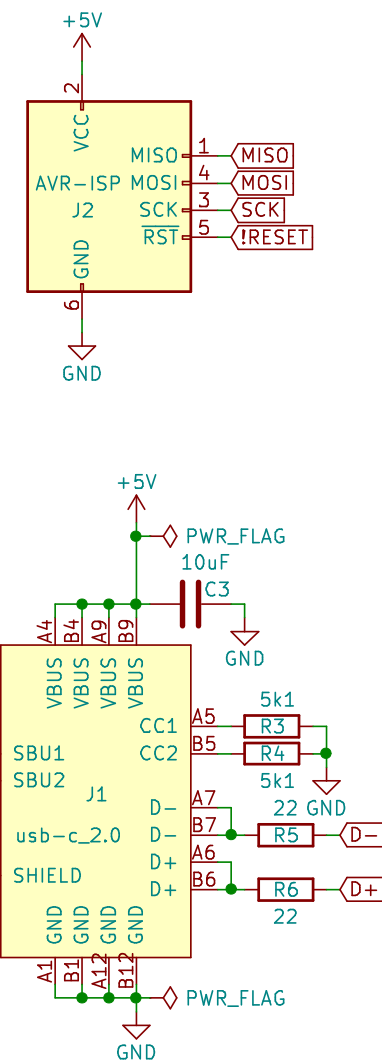 +5V
2
VCC
MISO 1 MISO
AVR-ISP MOSI 4 MOSI
J2 SCK 3 SCK
RST 5 !RESET
GND
6
GND
+5V
PWR_FLAG
10uF
C3
A4 B4 A9 B9
GND
VBUS VBUS VBUS VBUS
5k1
CC1 A5 R3
SBU1 CC2 B5 R4
SBU2 5k1
J1 A7 22 GND
D-
usb-c_2.0 D- B7 R5 D-
D+ A6
SHIELD D+ B6 R6 D+
22
GND GND GND GND
A1 B1 A12 B12
PWR_FLAG
GND